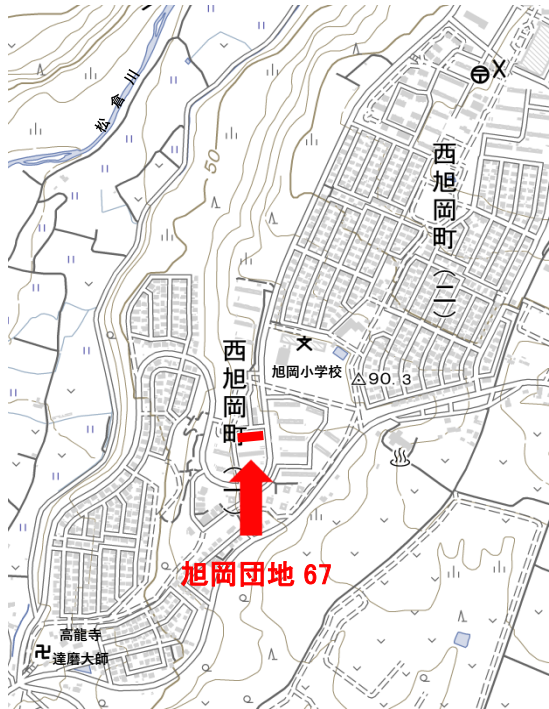 松倉川
50
西旭岡町(二)
旭岡小学校
90.3
西旭岡町(一)
旭岡団地 67
高龍寺
達磨大師